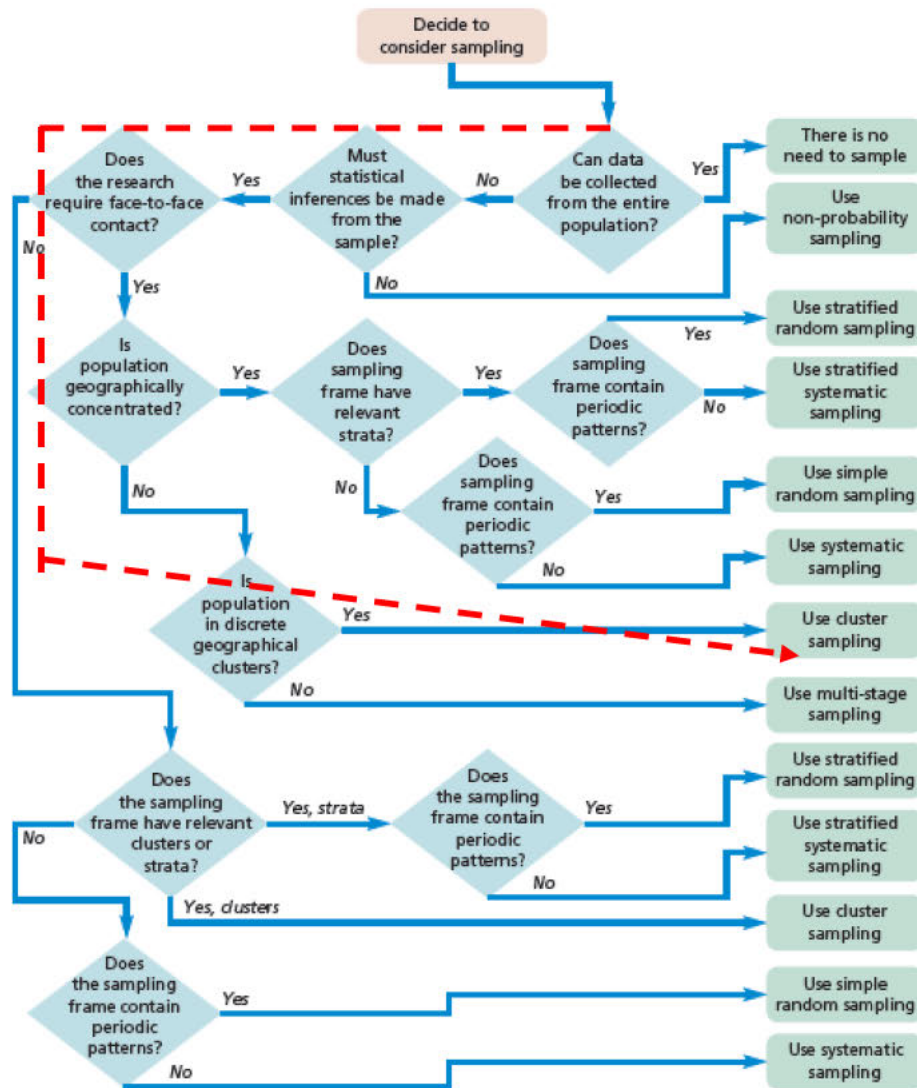 Decide to
consider sampling
Does
the research
require face-to-face
contact?
Yes
Must
statistical
inferences be made
from the
sample?
No
Can data
be collected
from the entire
population?
Yes
There is no
need to sample
Use
non-probability
sampling
No
No
Yes
Is
population
geographically
concentrated?
Yes
Does
sampling
frame have
relevant
strata?
Yes
Does
sampling
frame contain
periodic
patterns?
Yes
Use stratified
random sampling
No
Use stratified
systematic
sampling
No
No
Does
sampling
frame contain
periodic
patterns?
Yes
Use simple
random sampling
No
Use systematic
sampling
Is
population
in discrete
geographical
clusters?
Yes
Use cluster
sampling
No
Use multi-stage
sampling
Does
the sampling
frame have relevant
clusters or
strata?
Yes, strata
Does
the sampling
frame contain
periodic
patterns?
Yes
Use stratified
random sampling
No
Use stratified
systematic
sampling
No
Yes, clusters
Use cluster
sampling
Does
the sampling
frame contain
periodic
patterns?
Yes
Use simple
random sampling
No
Use systematic
sampling